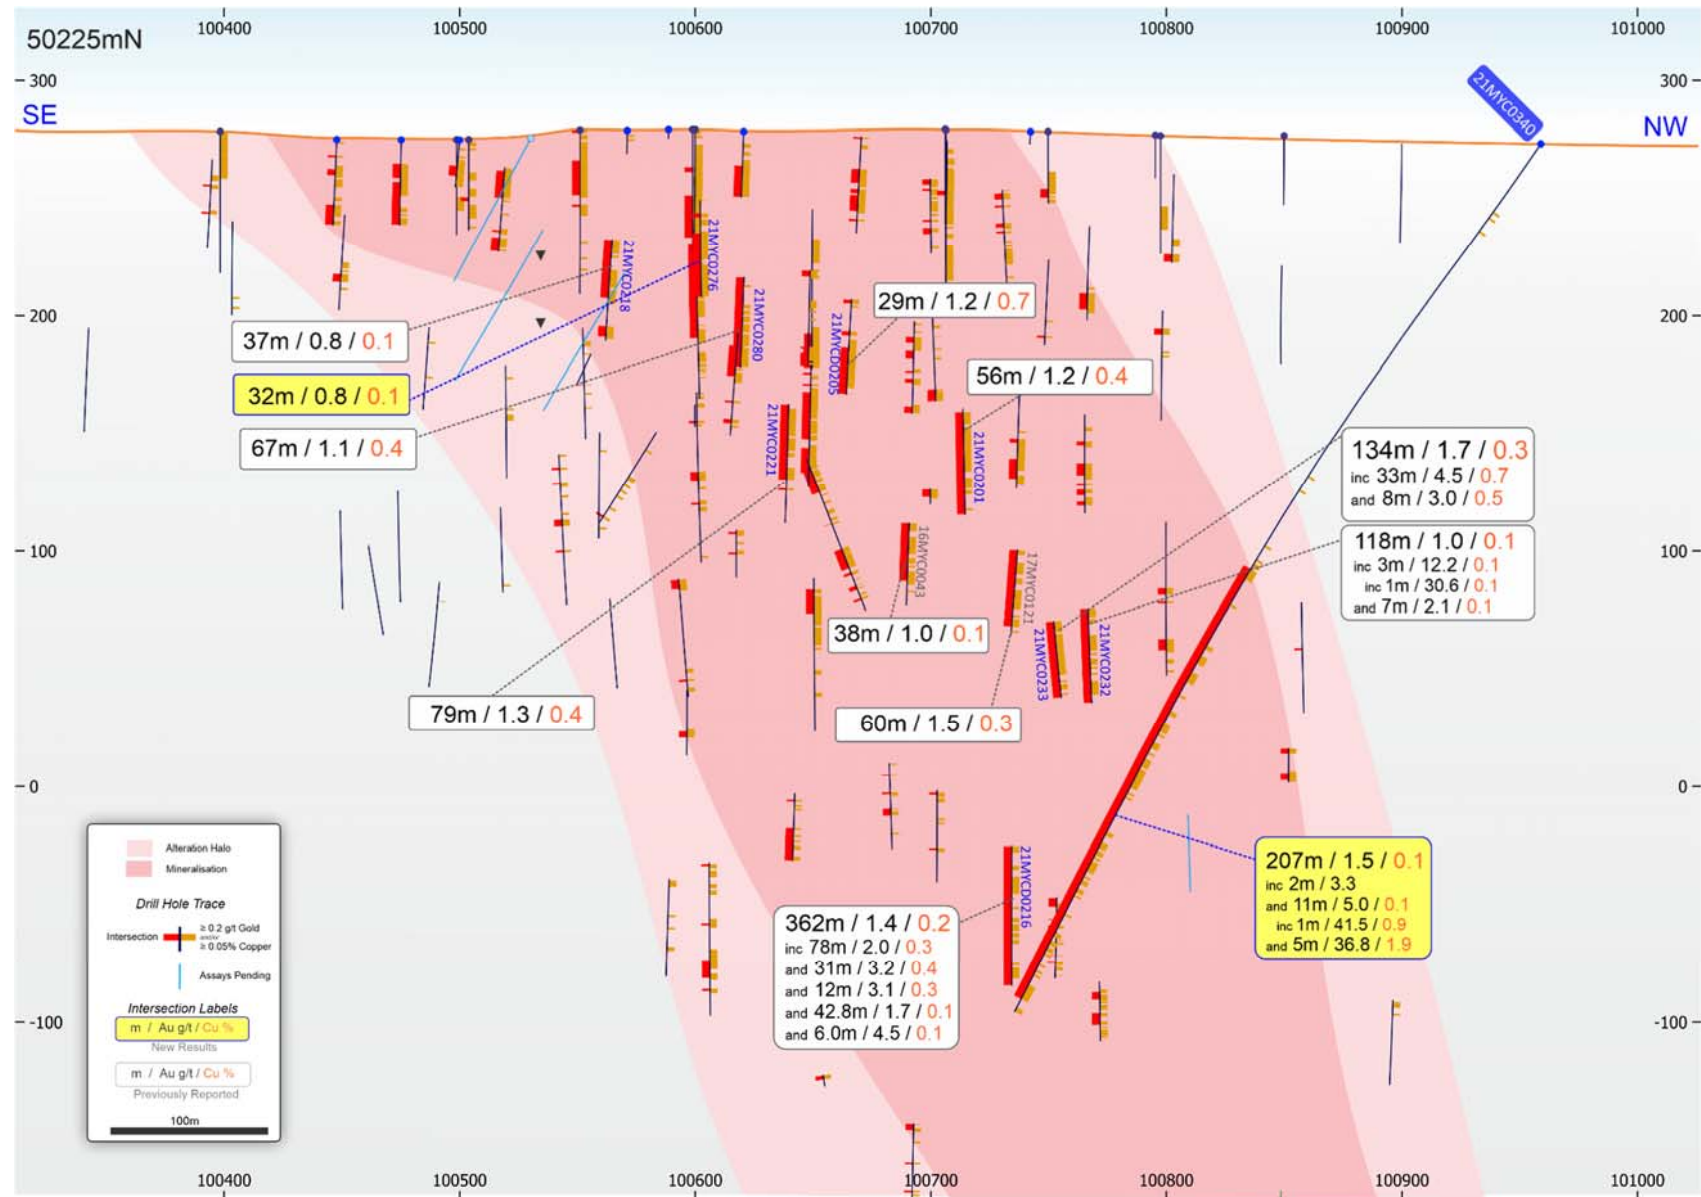 100400 100500 100600 100700 100800 100900 101000
50225mN
300 300
SE
NW
21MYC0340
200 200
21MYC0218
21MYC0276
21MYC0280
21MYCD0205
29m / 1.2 / 0.7
37m / 0.8 / 0.1
32m / 0.8 / 0.1
67m / 1.1 / 0.4
56m / 1.2 / 0.4
21MYC0221
21MYC0201
134m / 1.7 / 0.3
inc 33m / 4.5 / 0.7
and 8m / 3.0 / 0.5
100 100
118m / 1.0 / 0.1
inc 3m / 12.2 / 0.1
inc 1m / 30.6 / 0.1
and 7m / 2.1 / 0.1
16MYC0043
17MYC0121
38m / 1.0 / 0.1
21MYC0233
21MYC0232
79m / 1.3 / 0.4
60m / 1.5 / 0.3
0 0
21MYCD0216
207m / 1.5 / 0.1
inc 2m / 3.3
and 11m / 5.0 / 0.1
inc 1m / 41.5 / 0.9
and 5m / 36.8 / 1.9
362m / 1.4 / 0.2
inc 78m / 2.0 / 0.3
and 31m / 3.2 / 0.4
and 12m / 3.1 / 0.3
and 42.8m / 1.7 / 0.1
and 6.0m / 4.5 / 0.1
-100 -100
Alteration Halo
Mineralisation
Drill Hole Trace
Intersection
≥ 0.2 g/t Gold
and/or
≥ 0.05% Copper
Assays Pending
Intersection Labels
m / Au g/t / Cu %
New Results
m / Au g/t / Cu %
Previously Reported
100m
100400 100500 100600 100700 100800 100900 101000